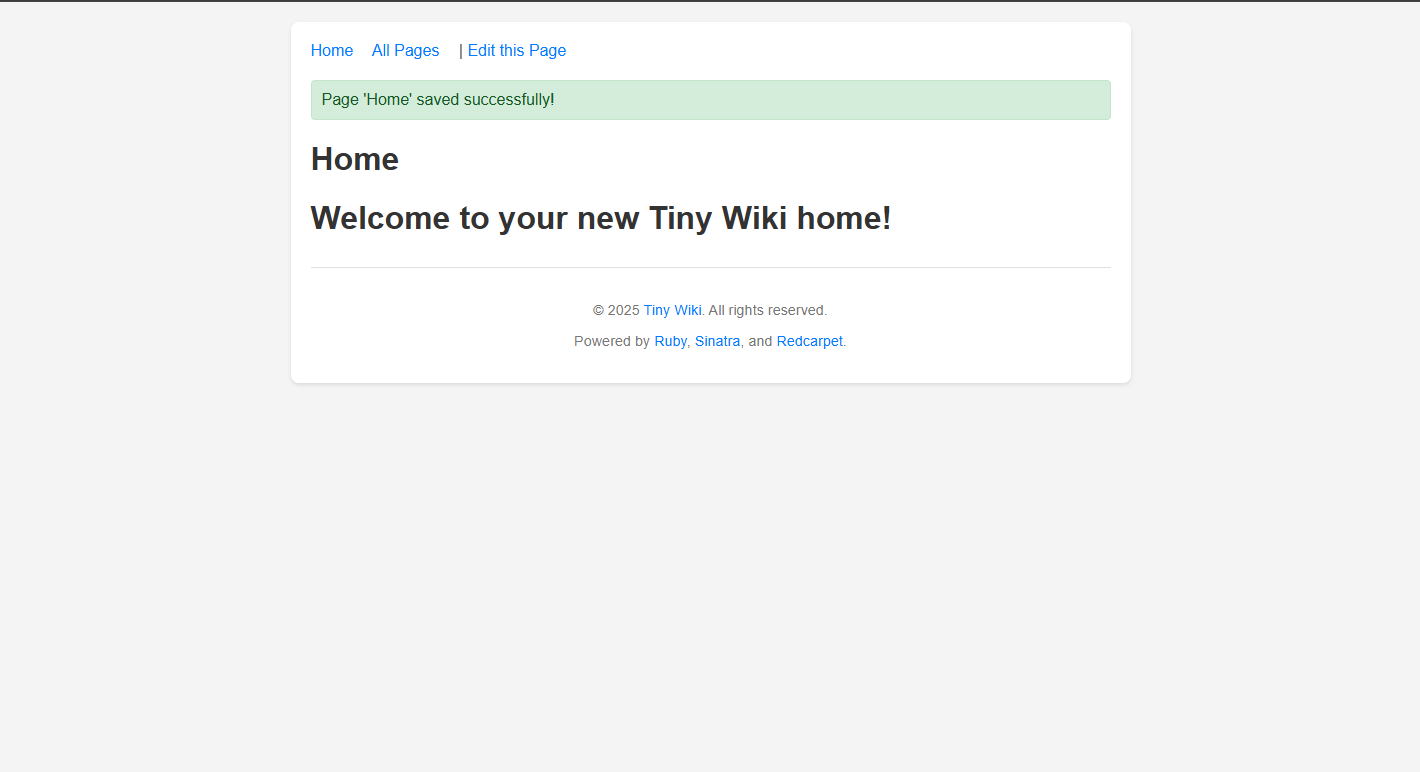 Home All Pages | Edit this Page
Page 'Home' saved successfully!
Home
Welcome to your new Tiny Wiki home!
© 2025 Tiny Wiki. All rights reserved.
Powered by Ruby, Sinatra, and Redcarpet.